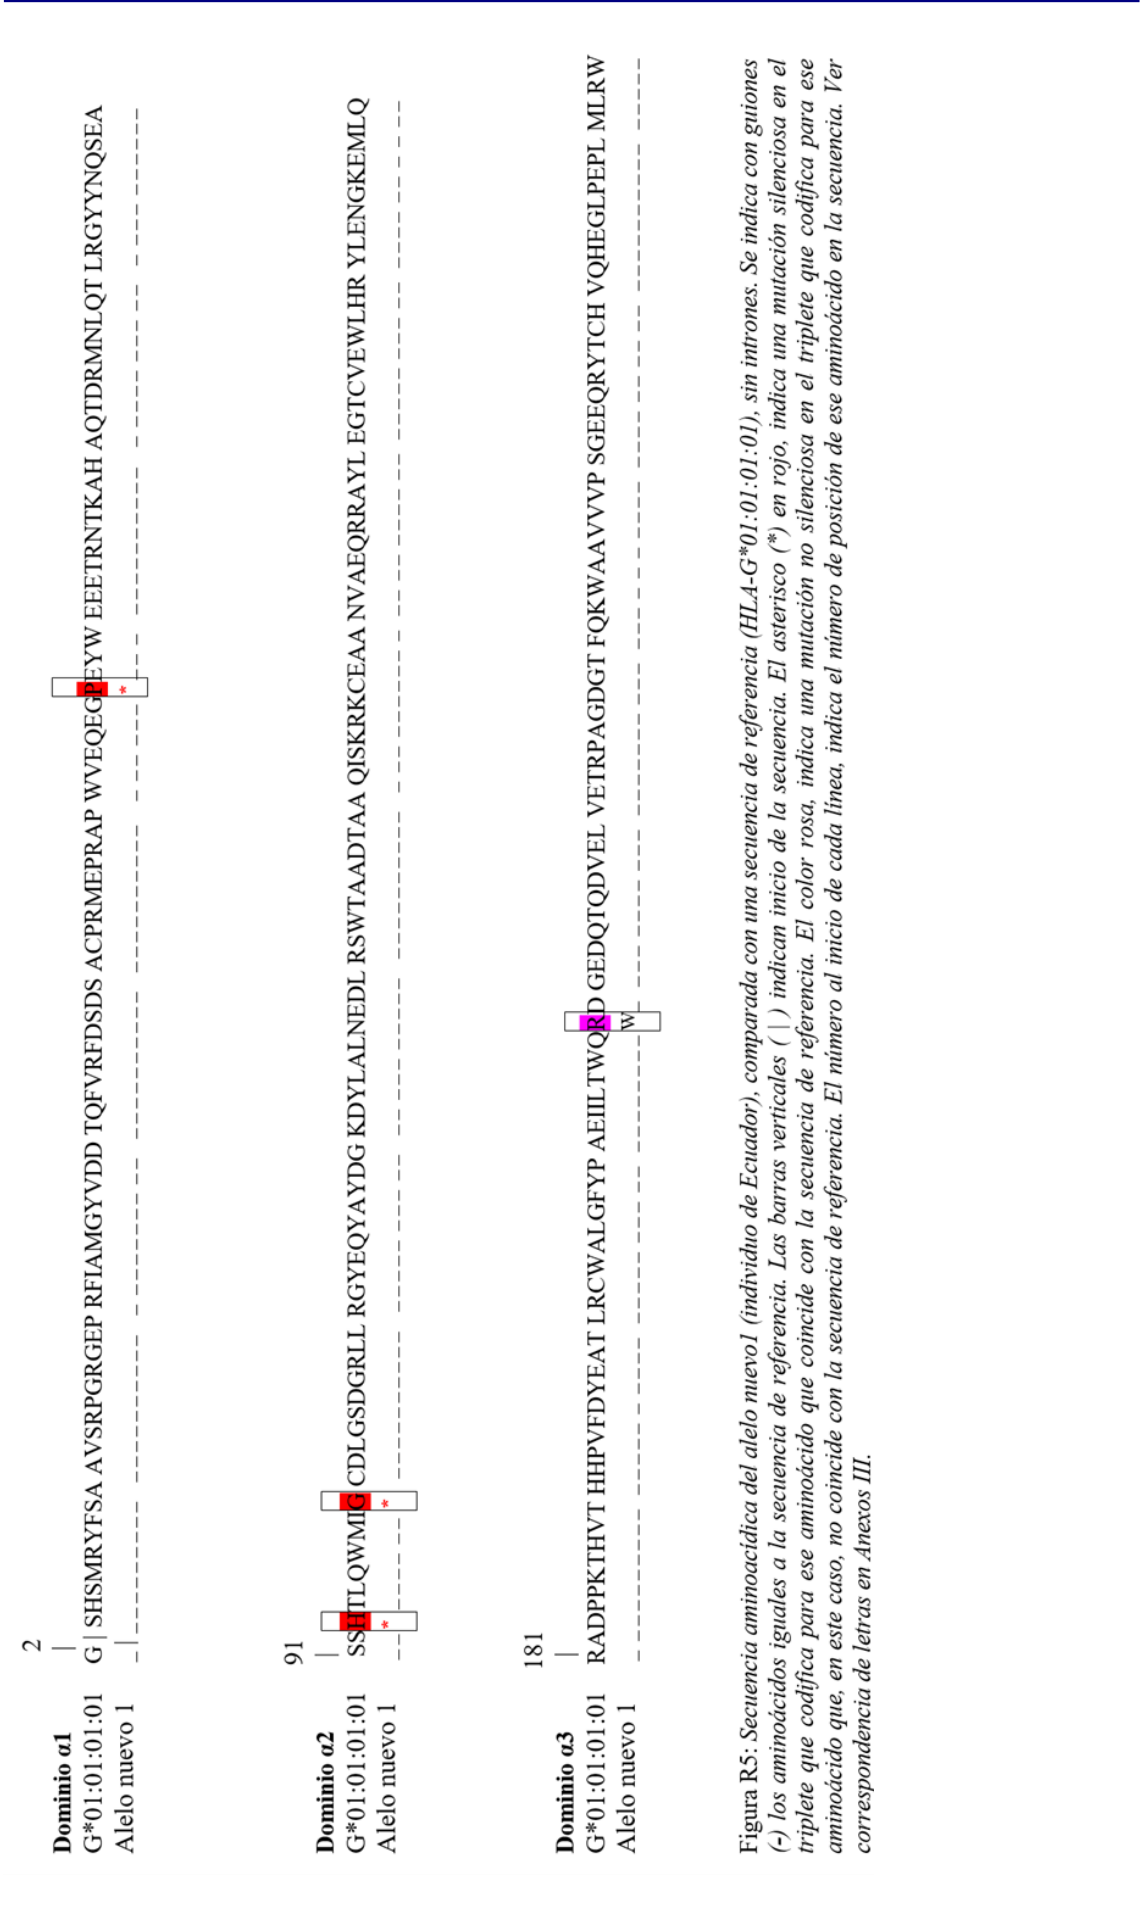 Dominio α1
2
|
G*01:01:01:01 G | SHSMRYFSA AVSRPGRGEP RFIAMGYVDD TQFVRFDSDS ACPRMEPRAP WVEQEGPEYW EEETRNTKAH AQTDRMNLQT LRGYYNQSEA
Alelo nuevo 1 -|--------- ---------- ---------- ---------- ---------- ------*--- ---------- ---------- ----------
Dominio α2
91
|
G*01:01:01:01 SSHTLQWMIG CDLGSDGRLL RGYEQYAYDG KDYLALNEDL RSWTAADTAA QISKRKCEAA NVAEQRRAYL EGTCVEWLHR YLENGKEMLQ
Alelo nuevo 1 --*------* ---------- ---------- ---------- ---------- ---------- ---------- ---------- ----------
Dominio α3
181
|
G*01:01:01:01 RADPPKTHVT HHPVFDYEAT LRCWALGFYP AEIILTWQRD GEDQTQDVEL VETRPAGDGT FQKWAAVVVP SGEEQRYTCH VQHEGLPEPL MLRW
Alelo nuevo 1 ---------- ---------- ---------- --------W- ---------- ---------- ---------- ---------- ---------- ----
Figura R5: Secuencia aminoacídica del alelo nuevo1 (individuo de Ecuador), comparada con una secuencia de referencia (HLA-G*01:01:01:01), sin intrones. Se indica con guiones
(-) los aminoácidos iguales a la secuencia de referencia. Las barras verticales ( | ) indican inicio de la secuencia. El asterisco (*) en rojo, indica una mutación silenciosa en el
triplete que codifica para ese aminoácido que coincide con la secuencia de referencia. El color rosa, indica una mutación no silenciosa en el triplete que codifica para ese
aminoácido que, en este caso, no coincide con la secuencia de referencia. El número al inicio de cada línea, indica el número de posición de ese aminoácido en la secuencia. Ver
correspondencia de letras en Anexos III.